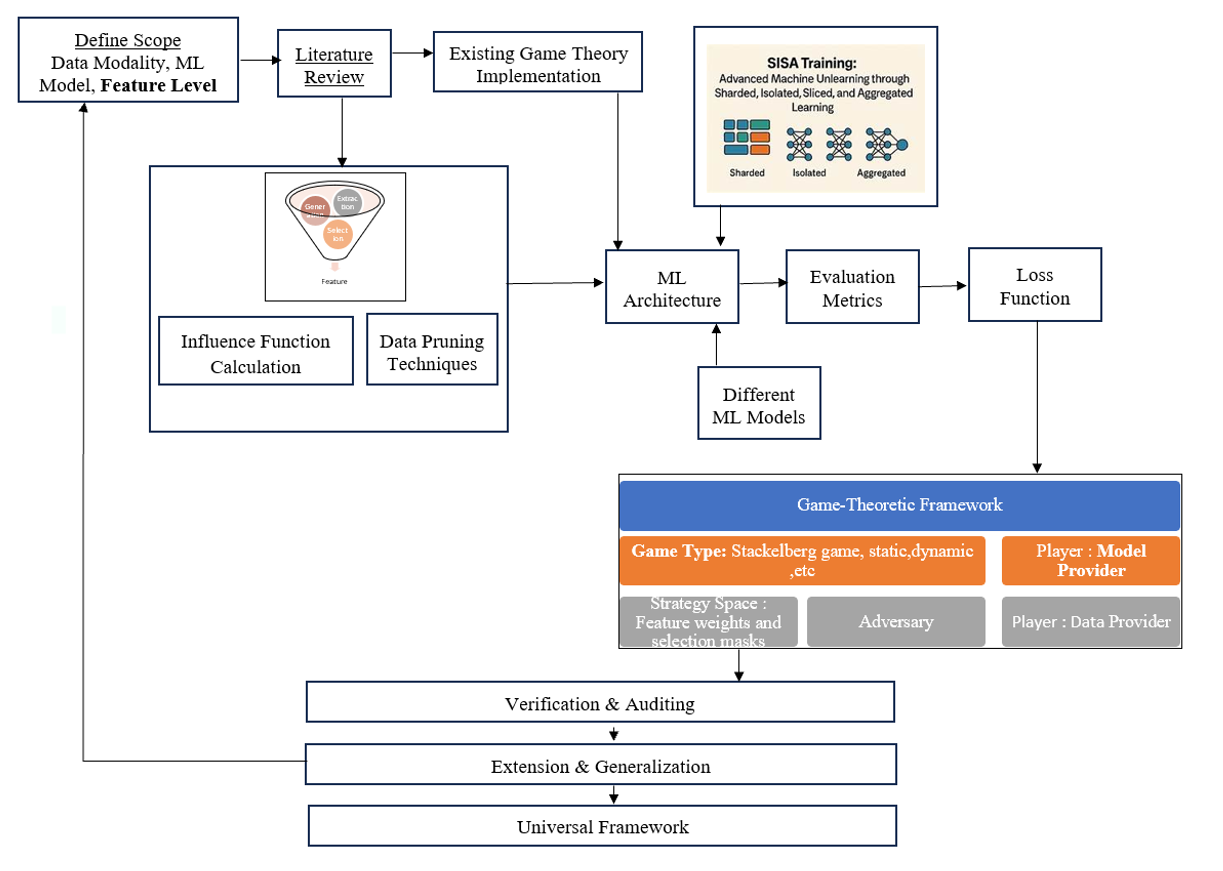 Define Scope
Data Modality, ML
Model, Feature Level
Literature
Review
Existing Game Theory
Implementation
SISA Training:
Advanced Machine Unlearning through
Sharded, Isolated, Sliced, and Aggregated
Learning
Sharded
Isolated
Aggregated
Gener
Extrac
tion
Select
ion
Feature
Influence Function
Calculation
Data Pruning
Techniques
ML
Architecture
Evaluation
Metrics
Loss
Function
Different
ML Models
Game-Theoretic Framework
Game Type: Stackelberg game, static,dynamic
,etc
Player : Model
Provider
Strategy Space :
Feature weights and
selection masks
Adversary
Player : Data Provider
Verification & Auditing
Extension & Generalization
Universal Framework